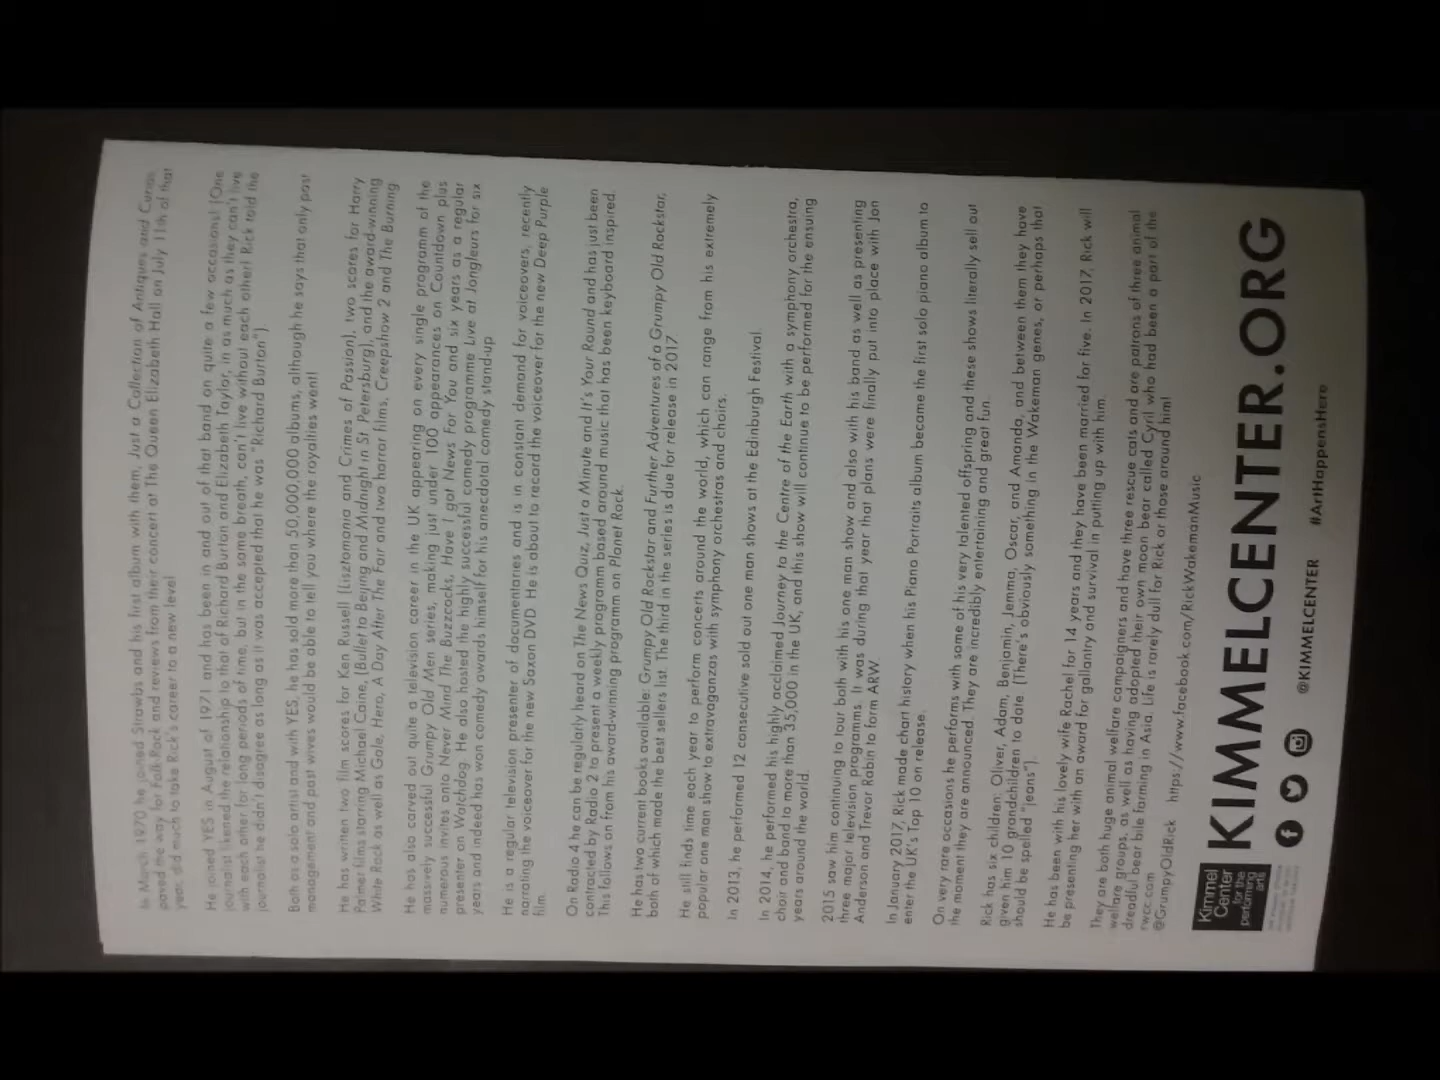 In March 1970 he joined Strawbs and his first album with them, Just a Collection of Antiques and Curios,
paved the way for Folk-Rock and reviews from their concert at The Queen Elizabeth Hall on July 11th of that
year, did much to take Rick's career to a new level
He joined YES in August of 1971 and has been in and out of that band on quite a few occasions! (One
journalist likened the relationship to that of Richard Burton and Elizabeth Taylor, in as much as they can't live
with each other for long periods of time, but in the same breath, can't live without each other! Rick told the
journalist he didn't disagree as long as it was accepted that he was "Richard Burton").
Both as a solo artist and with YES, he has sold more than 50,000,000 albums, although he says that only past
management and past wives would be able to tell you where the royalties went!
He has written two film scores for Ken Russell (Lisztomania and Crimes of Passion), two scores for Harry
Palmer films starring Michael Caine, (Bullet to Beijing and Midnight in St Petersburg), and the award-winning
White Rock as well as Gole, Hero, A Day After The Fair and two horror films, Creepshow 2 and The Burning
He has also carved out quite a television career in the UK appearing on every single programm of the
massively successful Grumpy Old Men series, making just under 100 appearances on Countdown plus
numerous invites onto Never Mind The Buzzcocks, Have I got News For You and six years as a regular
presenter on Watchdog. He also hosted the highly successful comedy programme Live at Jongleurs for six
years and indeed has won comedy awards himself for his anecdotal comedy stand-up
He is a regular television presenter of documentaries and is in constant demand for voiceovers, recently
narrating the voiceover for the new Saxon DVD He is about to record the voiceover for the new Deep Purple
film.
On Radio 4 he can be regularly heard on The News Quiz, Just a Minute and It's Your Round and has just been
contracted by Radio 2 to present a weekly programm based around music that has been keyboard inspired.
This follows on from his award-winning program on Planet Rock.
He has two current books available: Grumpy Old Rockstar and Further Adventures of a Grumpy Old Rockstar,
both of which made the best sellers list. The third in the series is due for release in 2017
He still finds time each year to perform concerts around the world, which can range from his extremely
popular one man show to extravaganzas with symphony orchestras and choirs.
In 2013, he performed 12 consecutive sold out one man shows at the Edinburgh Festival.
In 2014, he performed his highly acclaimed Journey to the Centre of the Earth with a symphony orchestra,
choir and band to more than 35,000 in the UK, and this show will continue to be performed for the ensuing
years around the world.
2015 saw him continuing to tour both with his one man show and also with his band as well as presenting
three major television programms. It was during that year that plans were finally put into place with Jon
Anderson and Trevor Rabin to form ARW.
In January 2017, Rick made chart history when his Piano Portraits album became the first solo piano album to
enter the UK's Top 10 on release.
On very rare occasions he performs with some of his very talented offspring and these shows literally sell out
the moment they are announced. They are incredibly entertaining and great fun.
Rick has six children: Oliver, Adam, Benjamin, Jemma, Oscar, and Amanda, and between them they have
given him 10 grandchildren to date. (There's obviously something in the Wakeman genes, or perhaps that
should be spelled "jeans").
He has been with his lovely wife Rachel for 14 years and they have been married for five. In 2017, Rick will
be presenting her with an award for gallantry and survival in putting up with him.
They are both huge animal welfare campaigners and have three rescue cats and are patrons of three animal
welfare groups, as well as having adopted their own moon bear called Cyril who had been a part of the
dreadful bear bile farming in Asia. Life is rarely dull for Rick or those around him!
rwcc.com
@GrumpyOldRick https://www.facebook.com/RickWakemanMusic
Kimmel
Center
for the
performing
arts
KIMMELCENTER.ORG
@KIMMELCENTER #ArtHappensHere